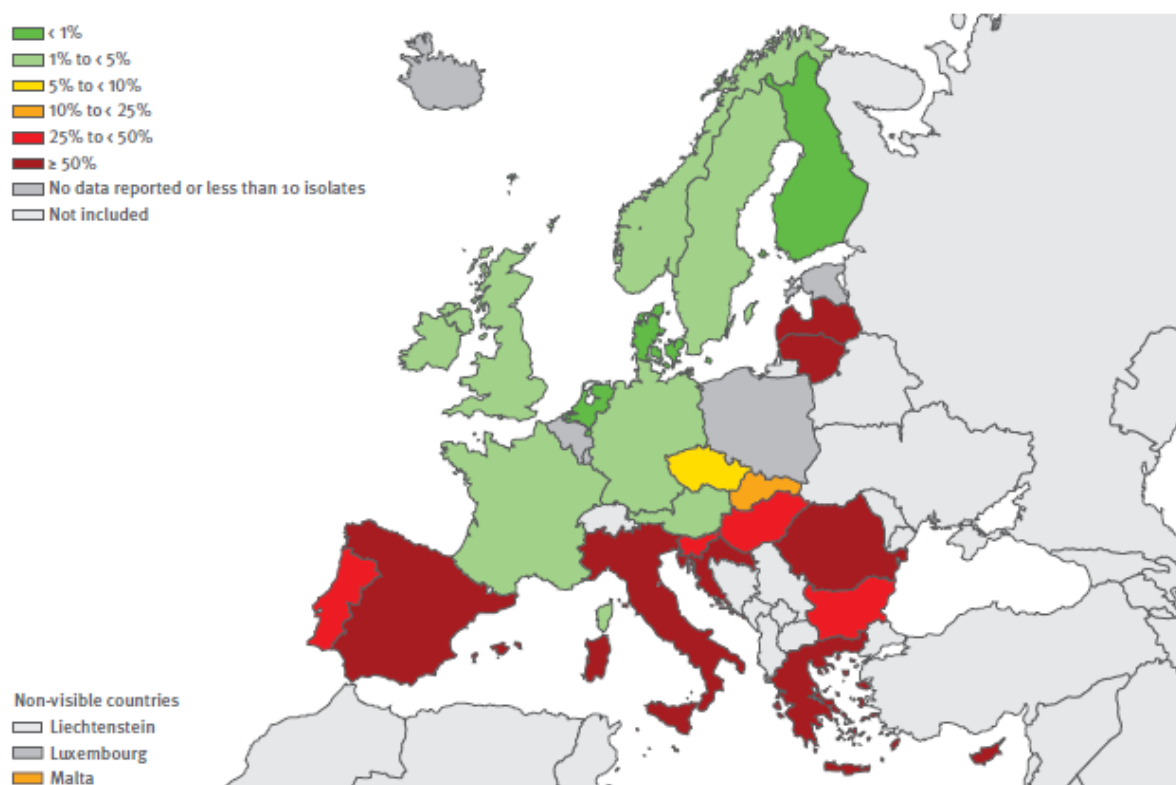 < 1%
1% to < 5%
5% to < 10%
10% to < 25%
25% to < 50%
≥ 50%
No data reported or less than 10 isolates
Not included
Non-visible countries
Liechtenstein
Luxembourg
Malta